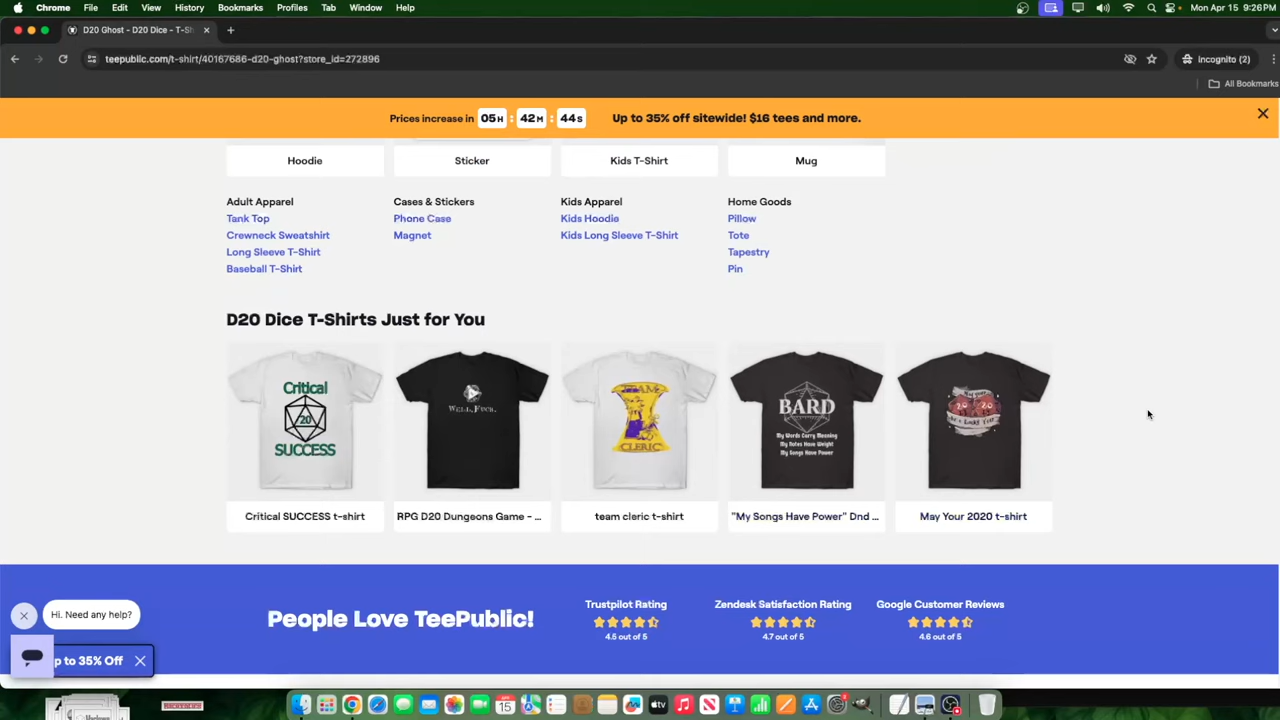 Chrome File Edit View History Bookmarks Profiles Tab Window Help
Mon Apr 15 9:26 PM
D20 Ghost - D20 Dice - T-Sh
teepublic.com/t-shirt/40167686-d20-ghost?store_id=272896
Incognito (2)
All Bookmarks
Prices increase in 05H : 42M : 44S Up to 35% off sitewide! $16 tees and more.
Hoodie Sticker Kids T-Shirt Mug
Adult Apparel Cases & Stickers Kids Apparel Home Goods
Tank Top Phone Case Kids Hoodie Pillow
Crewneck Sweatshirt Magnet Kids Long Sleeve T-Shirt Tote
Long Sleeve T-Shirt Tapestry
Baseball T-Shirt Pin
D20 Dice T-Shirts Just for You
Critical
20
SUCCESS
WELL, FUCK.
TEAM
CLERIC
BARD
My Words Carry Meaning
My Notes Have Weight
My Songs Have Power
Critical SUCCESS t-shirt RPG D20 Dungeons Game - ... team cleric t-shirt "My Songs Have Power" Dnd ... May Your 2020 t-shirt
Hi. Need any help?
People Love TeePublic!
Trustpilot Rating Zendesk Satisfaction Rating Google Customer Reviews
4.5 out of 5 4.7 out of 5 4.6 out of 5
p to 35% Off